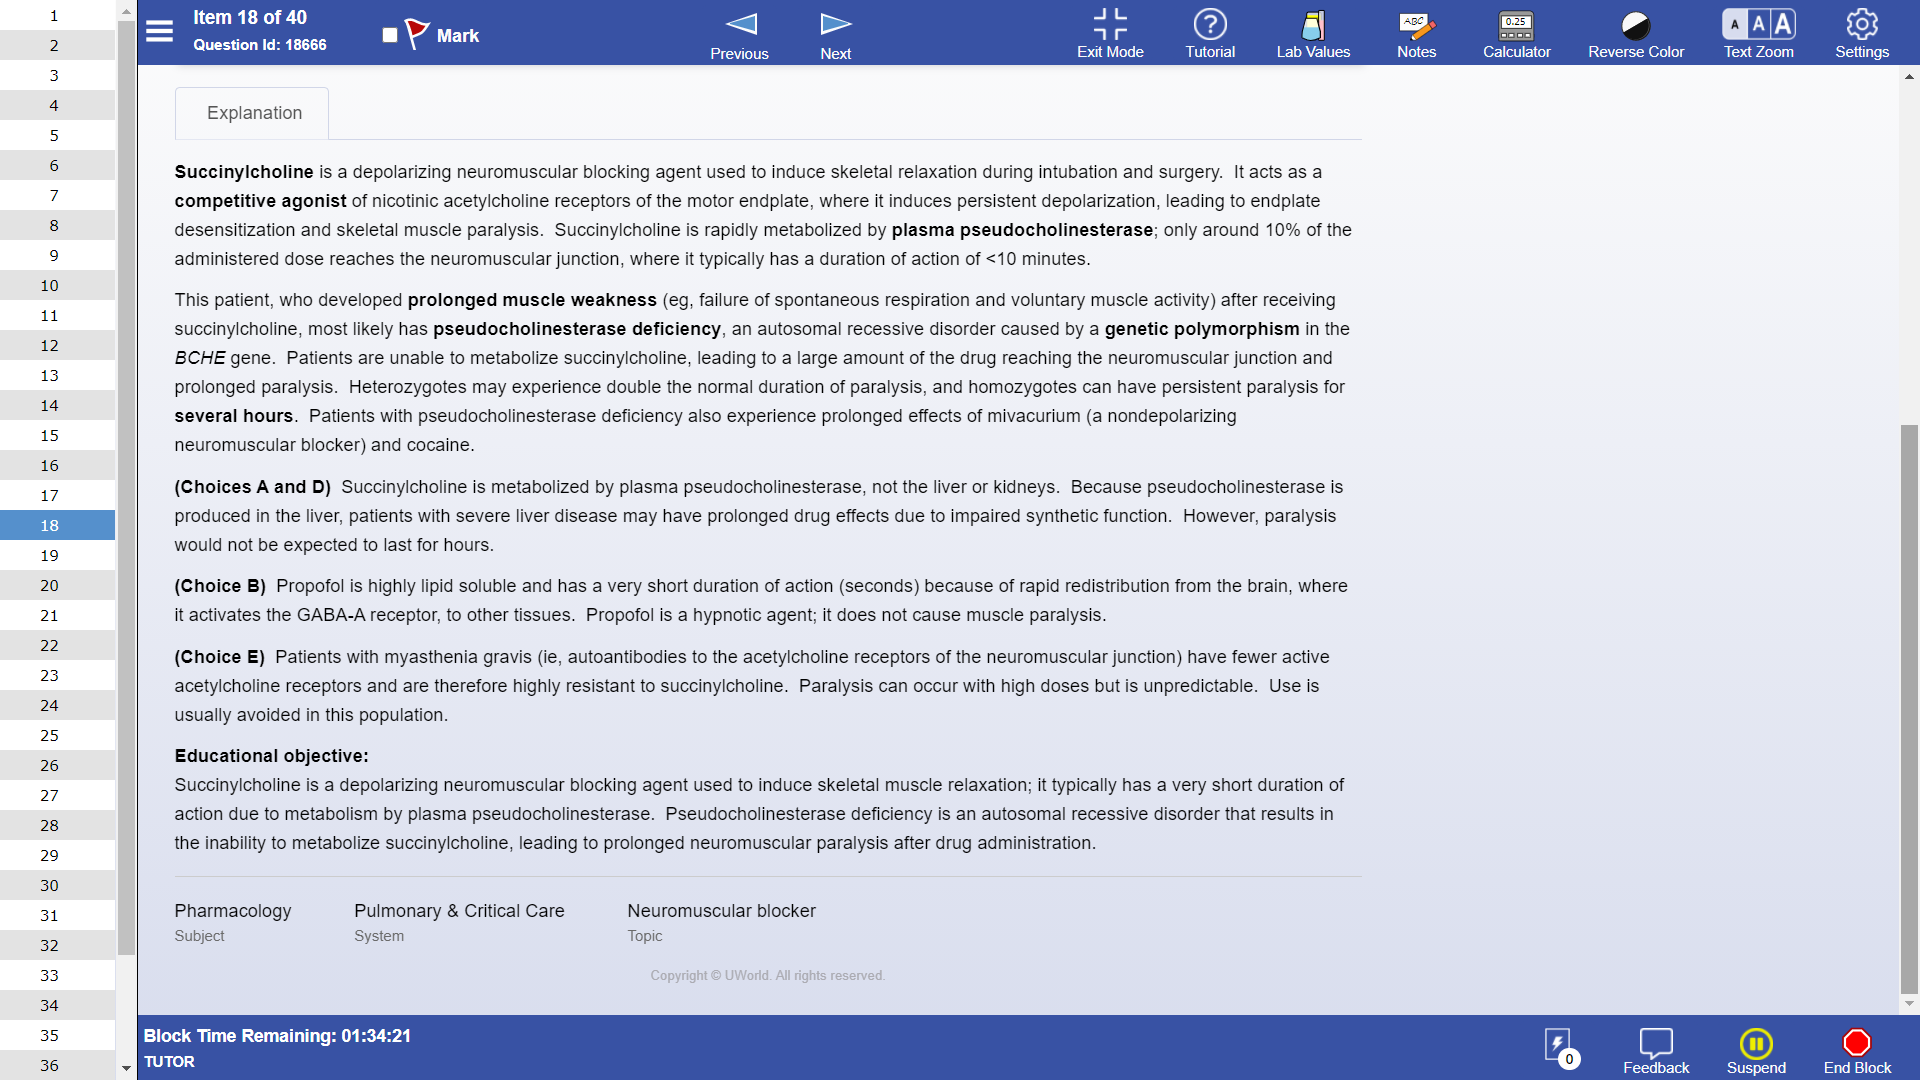 1
2
3
4
5
6
7
8
9
10
11
12
13
14
15
16
17
18
19
20
21
22
23
24
25
26
27
28
29
30
31
32
33
34
35
36
Item 18 of 40
Question Id: 18666
Mark
Previous
Next
Exit Mode
Tutorial
Lab Values
ABC
Notes
0.25
Calculator
Reverse Color
A A A
Text Zoom
Settings
Explanation
Succinylcholine is a depolarizing neuromuscular blocking agent used to induce skeletal relaxation during intubation and surgery. It acts as a
competitive agonist of nicotinic acetylcholine receptors of the motor endplate, where it induces persistent depolarization, leading to endplate
desensitization and skeletal muscle paralysis. Succinylcholine is rapidly metabolized by plasma pseudocholinesterase; only around 10% of the
administered dose reaches the neuromuscular junction, where it typically has a duration of action of <10 minutes.
This patient, who developed prolonged muscle weakness (eg, failure of spontaneous respiration and voluntary muscle activity) after receiving
succinylcholine, most likely has pseudocholinesterase deficiency, an autosomal recessive disorder caused by a genetic polymorphism in the
BCHE gene. Patients are unable to metabolize succinylcholine, leading to a large amount of the drug reaching the neuromuscular junction and
prolonged paralysis. Heterozygotes may experience double the normal duration of paralysis, and homozygotes can have persistent paralysis for
several hours. Patients with pseudocholinesterase deficiency also experience prolonged effects of mivacurium (a nondepolarizing
neuromuscular blocker) and cocaine.
(Choices A and D) Succinylcholine is metabolized by plasma pseudocholinesterase, not the liver or kidneys. Because pseudocholinesterase is
produced in the liver, patients with severe liver disease may have prolonged drug effects due to impaired synthetic function. However, paralysis
would not be expected to last for hours.
(Choice B) Propofol is highly lipid soluble and has a very short duration of action (seconds) because of rapid redistribution from the brain, where
it activates the GABA-A receptor, to other tissues. Propofol is a hypnotic agent; it does not cause muscle paralysis.
(Choice E) Patients with myasthenia gravis (ie, autoantibodies to the acetylcholine receptors of the neuromuscular junction) have fewer active
acetylcholine receptors and are therefore highly resistant to succinylcholine. Paralysis can occur with high doses but is unpredictable. Use is
usually avoided in this population.
Educational objective:
Succinylcholine is a depolarizing neuromuscular blocking agent used to induce skeletal muscle relaxation; it typically has a very short duration of
action due to metabolism by plasma pseudocholinesterase. Pseudocholinesterase deficiency is an autosomal recessive disorder that results in
the inability to metabolize succinylcholine, leading to prolonged neuromuscular paralysis after drug administration.
Pharmacology
Subject
Pulmonary & Critical Care
System
Neuromuscular blocker
Topic
Copyright © UWorld. All rights reserved.
Block Time Remaining: 01:34:21
TUTOR
0
Feedback
Suspend
End Block